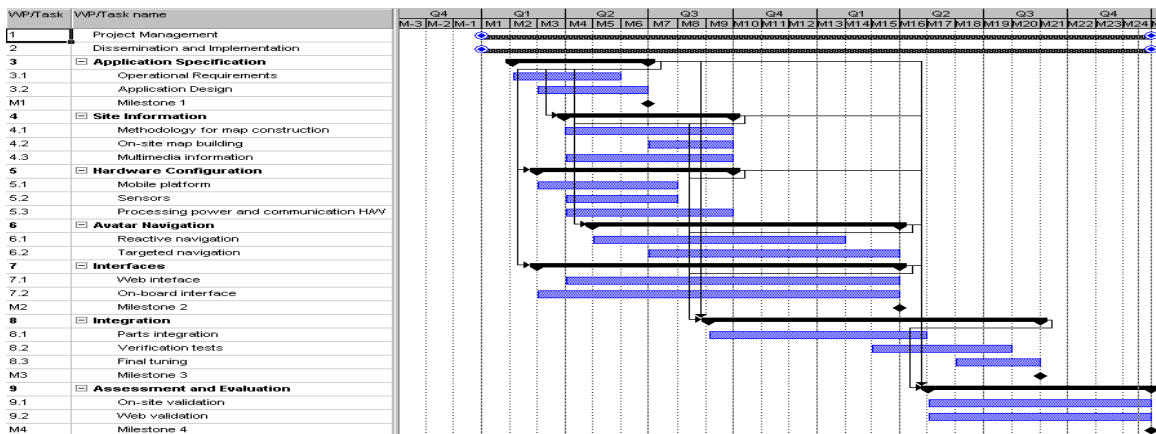 WP/Task WP/Task name Q4 Q1 Q2 Q3 Q4 Q1 Q2 Q3 Q4
M-3 M-2 M-1 M1 M2 M3 M4 M5 M6 M7 M8 M9 M10 M11 M12 M13 M14 M15 M16 M17 M18 M19 M20 M21 M22 M23 M24
1 Project Management
2 Dissemination and Implementation
3 Application Specification
3.1 Operational Requirements
3.2 Application Design
M1 Milestone 1
4 Site Information
4.1 Methodology for map construction
4.2 On-site map building
4.3 Multimedia information
5 Hardware Configuration
5.1 Mobile platform
5.2 Sensors
5.3 Processing power and communication H/W
6 Avatar Navigation
6.1 Reactive navigation
6.2 Targeted navigation
7 Interfaces
7.1 Web inteface
7.2 On-board interface
M2 Milestone 2
8 Integration
8.1 Parts integration
8.2 Verification tests
8.3 Final tuning
M3 Milestone 3
9 Assessment and Evaluation
9.1 On-site validation
9.2 Web validation
M4 Milestone 4